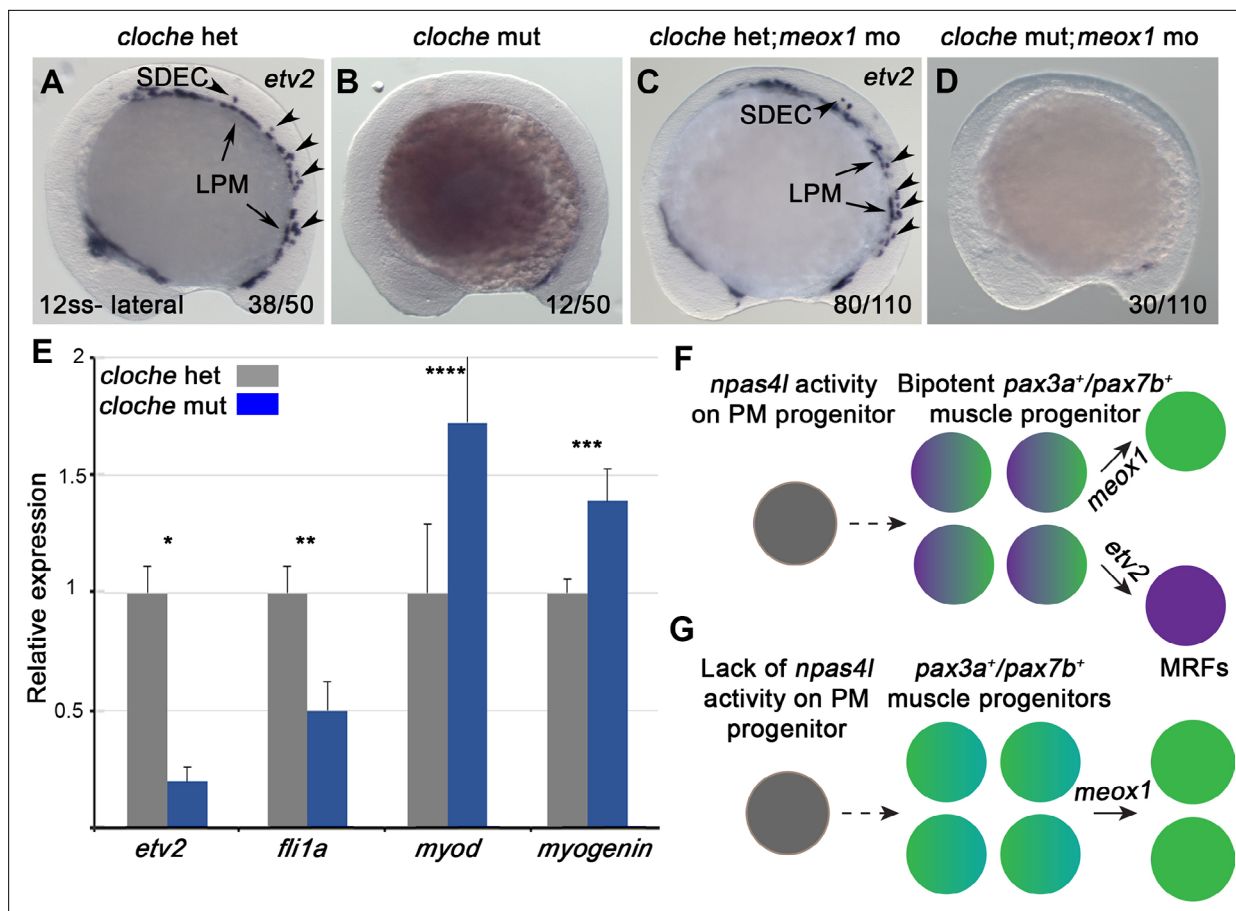 cloche het
cloche mut
cloche het;meox1 mo
cloche mut;meox1 mo
A
SDEC
etv2
LPM
12ss- lateral
38/50
B
12/50
C
etv2
SDEC
LPM
80/110
D
30/110
E
Relative expression
2
1.5
1
0.5
cloche het
cloche mut
*
**
****
***
etv2
fli1a
myod
myogenin
F
npas4l activity
on PM progenitor
Bipotent pax3a+/pax7b+
muscle progenitor
meox1
etv2
MRFs
G
Lack of npas4l
activity on PM
progenitor
pax3a+/pax7b+
muscle progenitors
meox1